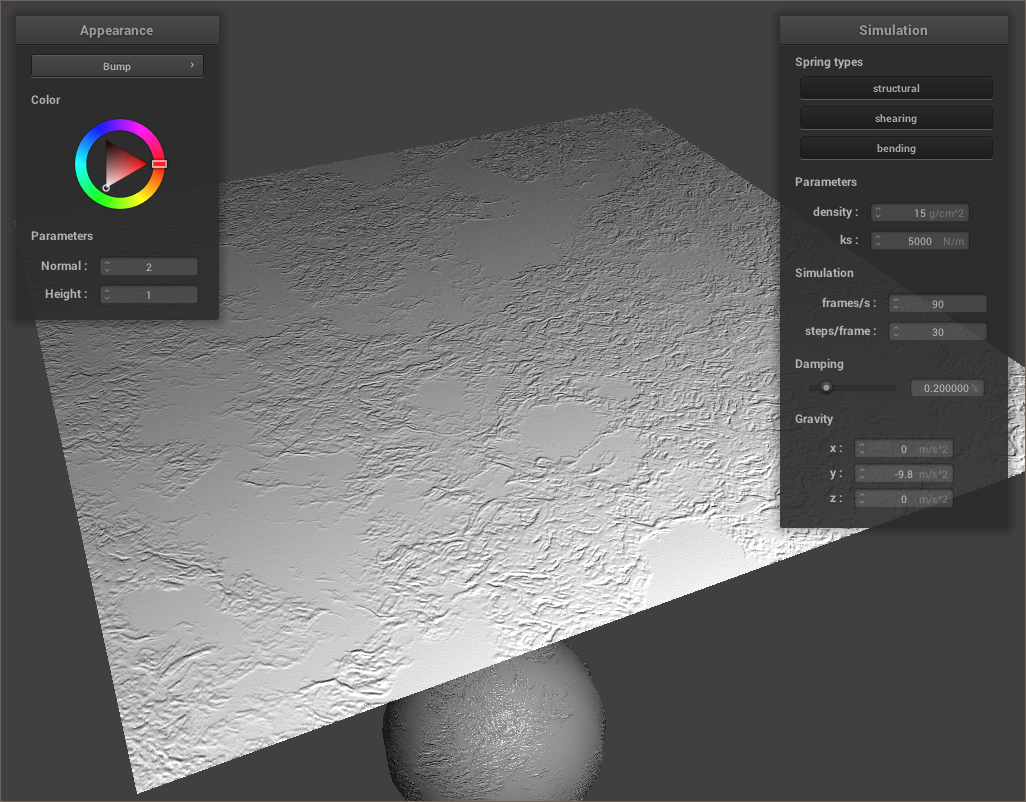 Appearance
Bump ›
Color
Parameters
Normal : 2
Height : 1
Simulation
Spring types
structural
shearing
bending
Parameters
density : 15 g/cm^2
ks : 5000 N/m
Simulation
frames/s : 90
steps/frame : 30
Damping
0.200000 %
Gravity
x : 0 m/s^2
y : -9.8 m/s^2
z : 0 m/s^2